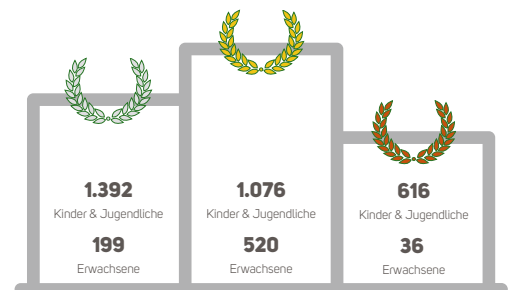 1.392
Kinder & Jugendliche
199
Erwachsene
1.076
Kinder & Jugendliche
520
Erwachsene
616
Kinder & Jugendliche
36
Erwachsene